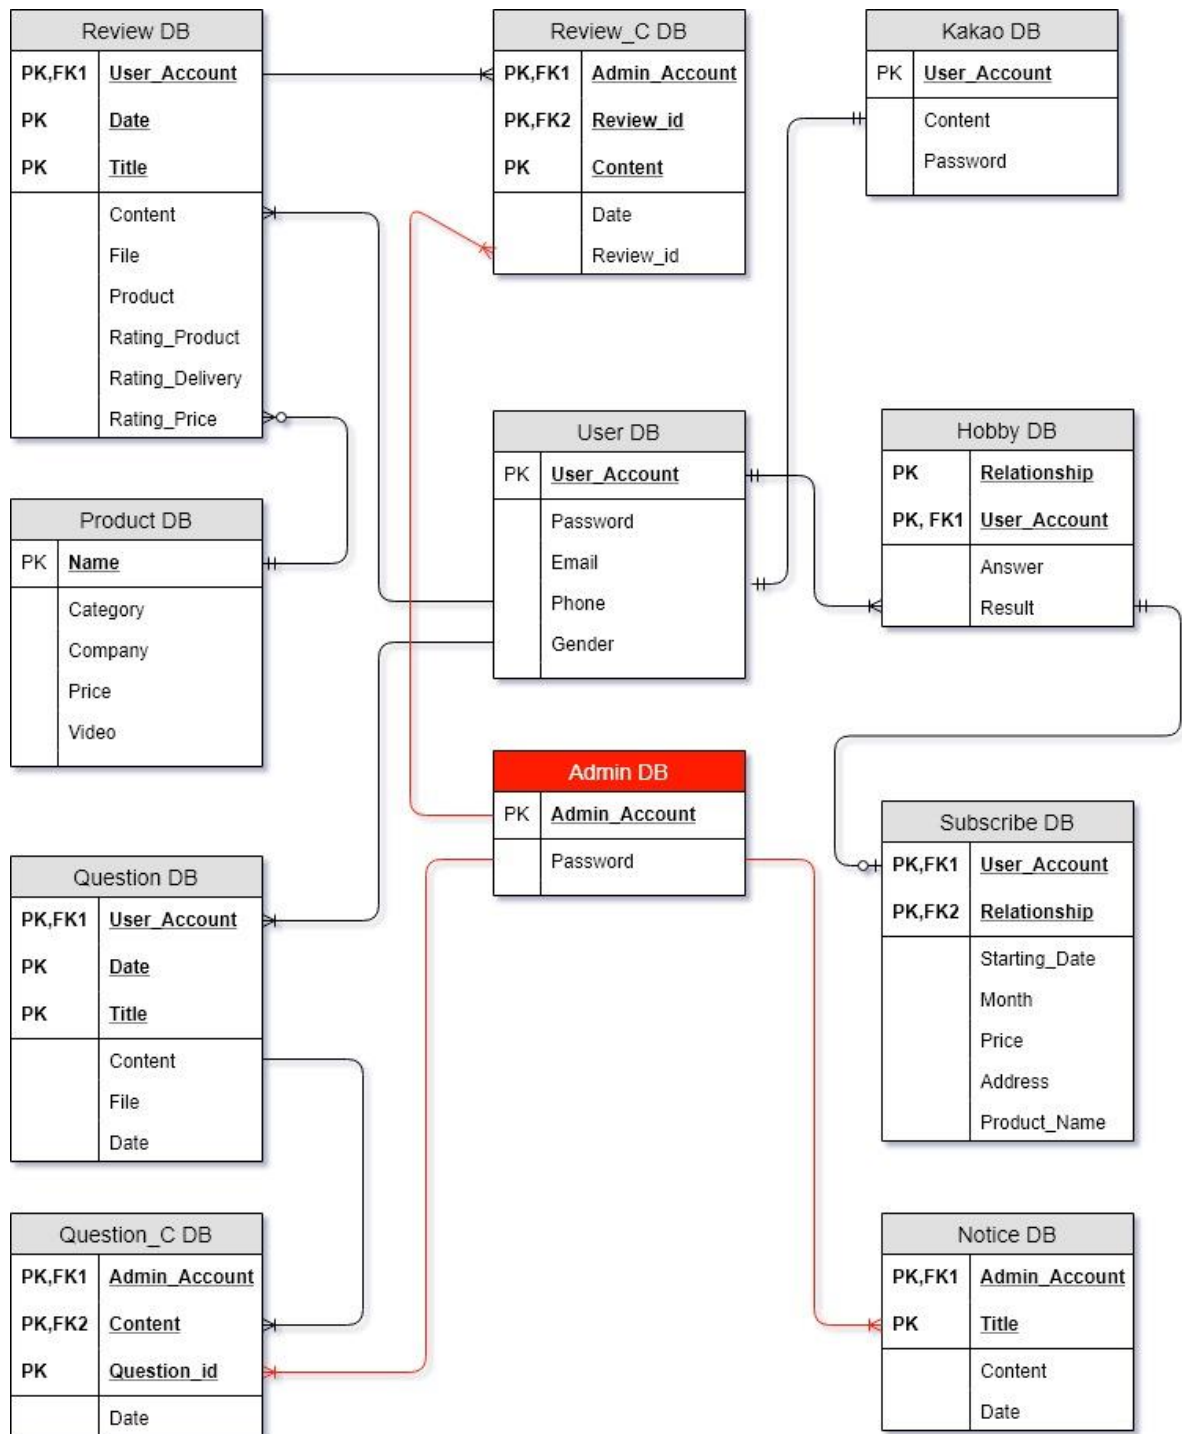 Review DB
PK,FK1 User_Account
PK Date
PK Title
Content
File
Product
Rating_Product
Rating_Delivery
Rating_Price
Review_C DB
PK,FK1 Admin_Account
PK,FK2 Review_id
PK Content
Date
Review_id
Kakao DB
PK User_Account
Content
Password
User DB
PK User_Account
Password
Email
Phone
Gender
Hobby DB
PK Relationship
PK, FK1 User_Account
Answer
Result
Product DB
PK Name
Category
Company
Price
Video
Admin DB
PK Admin_Account
Password
Subscribe DB
PK,FK1 User_Account
PK,FK2 Relationship
Starting_Date
Month
Price
Address
Product_Name
Question DB
PK,FK1 User_Account
PK Date
PK Title
Content
File
Date
Question_C DB
PK,FK1 Admin_Account
PK,FK2 Content
PK Question_id
Date
Notice DB
PK,FK1 Admin_Account
PK Title
Content
Date